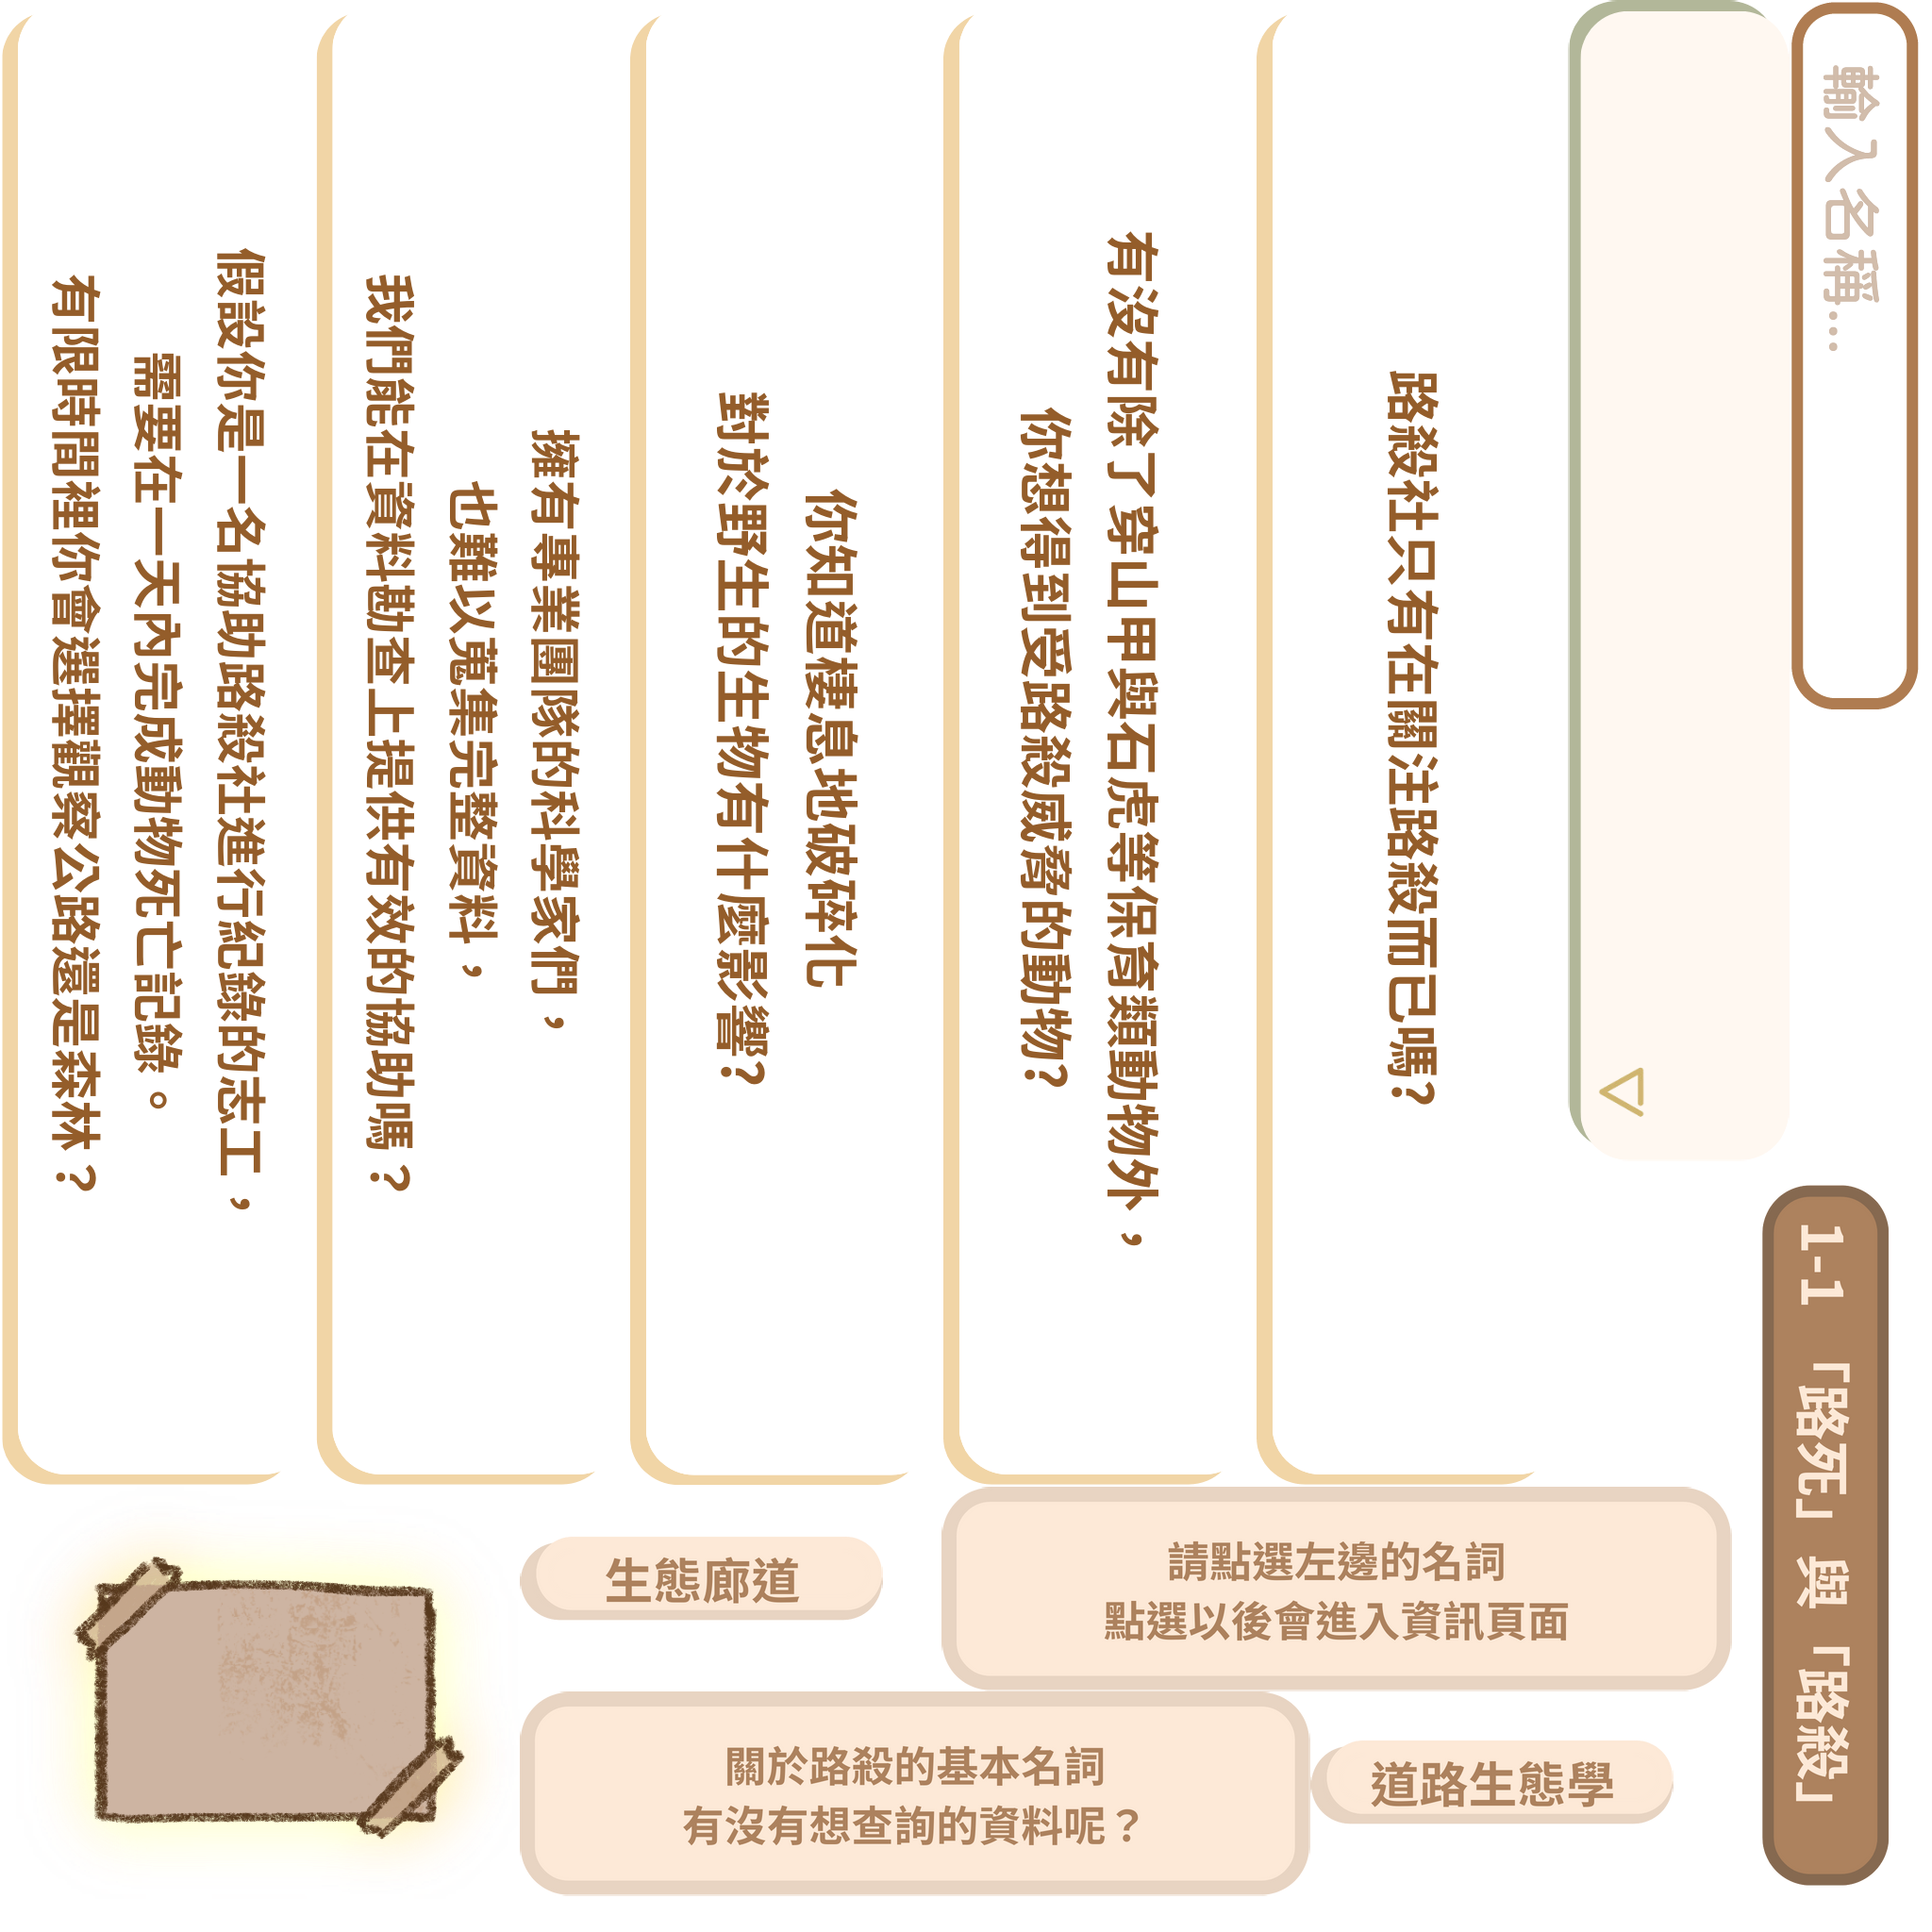 輸入名稱...
路殺社只有在關注路殺而已嗎?
有沒有除了穿山甲與石虎等保育類動物外，
你想得到受路殺威脅的動物?
你知道棲息地破碎化
對於野生的生物有什麼影響?
擁有專業團隊的科學家們，
也難以蒐集完整資料，
我們能在資料勘查上提供有效的協助嗎？
假設你是一名協助路殺社進行紀錄的志工，
需要在一天內完成動物死亡記錄。
有限時間裡你會選擇觀察公路還是森林？
1-1 「路死」與「路殺」
請點選左邊的名詞
點選以後會進入資訊頁面
生態廊道
關於路殺的基本名詞
有沒有想查詢的資料呢？
道路生態學